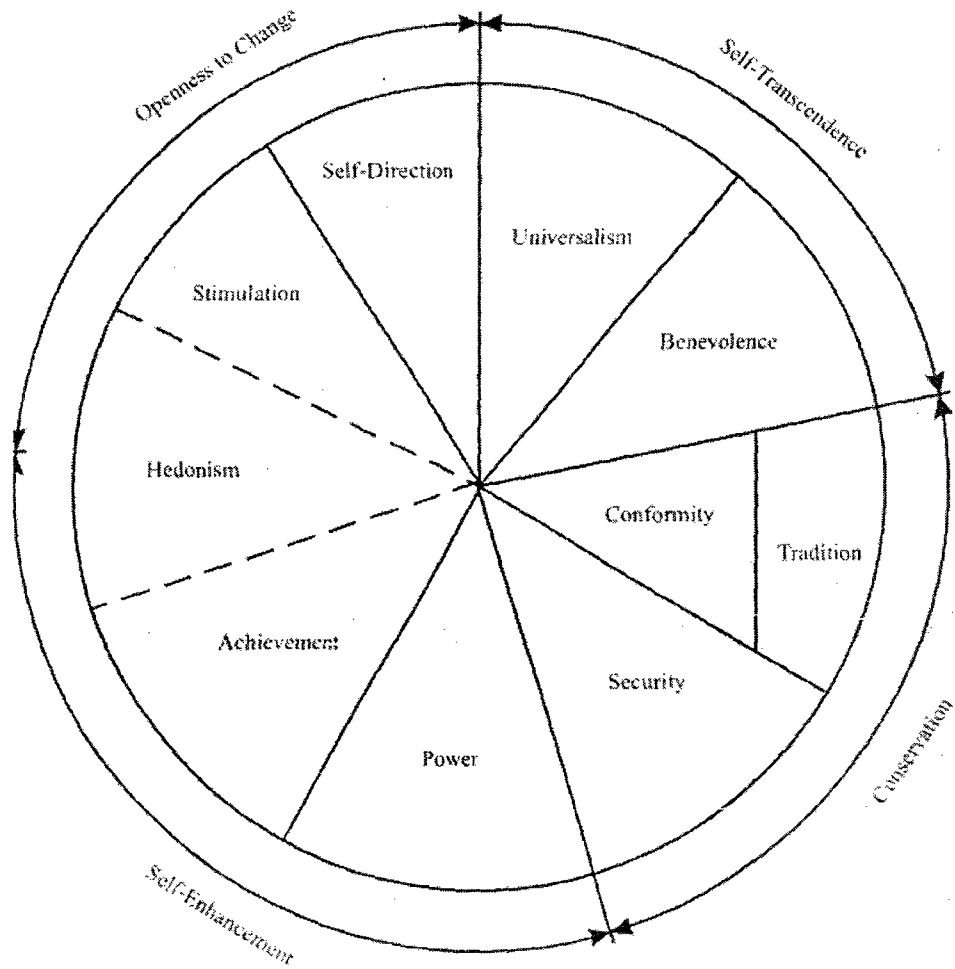 Openness to Change
Self-Transcendence
Self-Direction
Universalism
Stimulation
Benevolence
Hedonism
Conformity
Tradition
Achievement
Security
Power
Conservation
Self-Enhancement